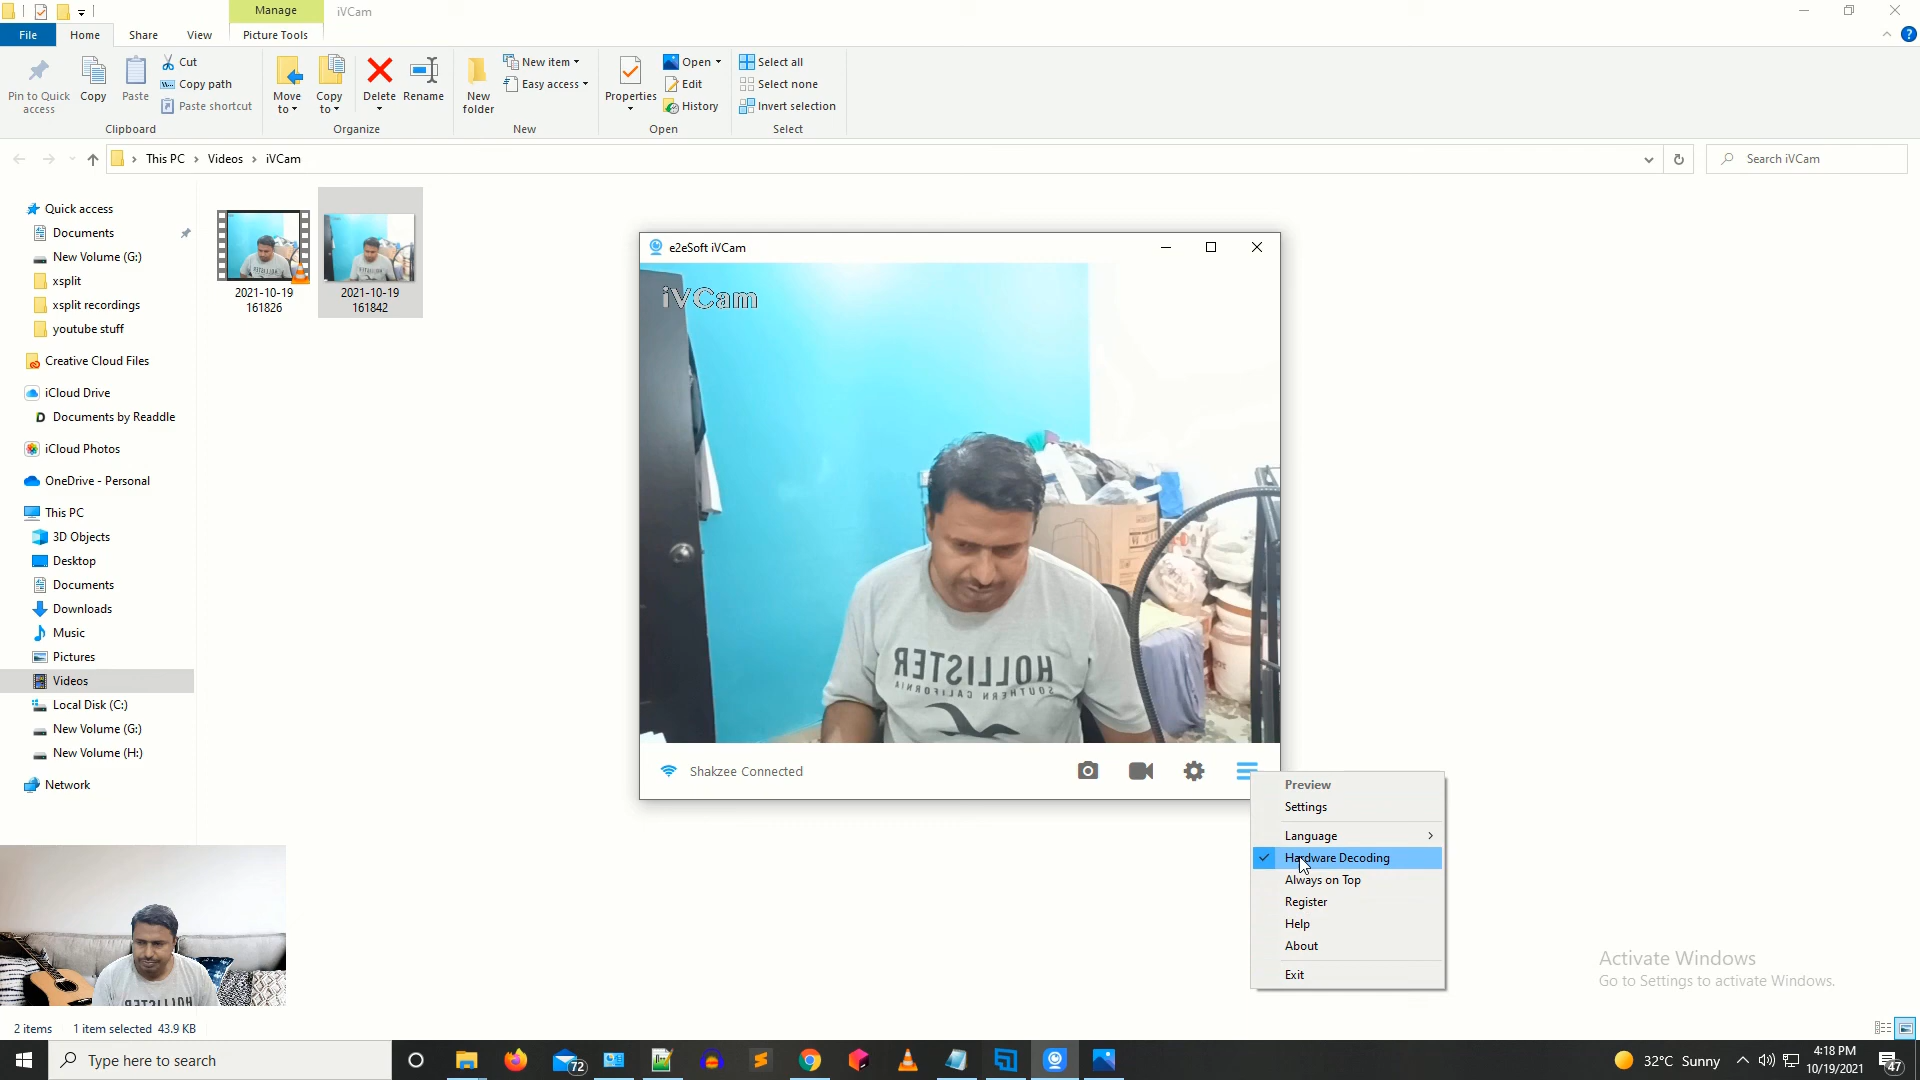 Manage
iVCam
File
Home
Share
View
Picture Tools
Pin to Quick access
Copy
Paste
Cut
Copy path
Paste shortcut
Clipboard
Move to
Copy to
Delete
Rename
Organize
New folder
New item
Easy access
New
Properties
Open
Edit
History
Open
Select all
Select none
Invert selection
Select
This PC
Videos
iVCam
Search iVCam
Quick access
Documents
New Volume (G:)
xsplit
xsplit recordings
youtube stuff
Creative Cloud Files
iCloud Drive
Documents by Readdle
iCloud Photos
OneDrive - Personal
This PC
3D Objects
Desktop
Documents
Downloads
Music
Pictures
Videos
Local Disk (C:)
New Volume (G:)
New Volume (H:)
Network
2021-10-19
161826
2021-10-19
161842
e2eSoft iVCam
iVCam
HOLLISTER
SOUTHERN CALIFORNIA
Shakzee Connected
Preview
Settings
Language
Hardware Decoding
Always on Top
Register
Help
About
Exit
Activate Windows
Go to Settings to activate Windows.
2 items
1 item selected 43.9 KB
Type here to search
72
32°C Sunny
4:18 PM
10/19/2021
47